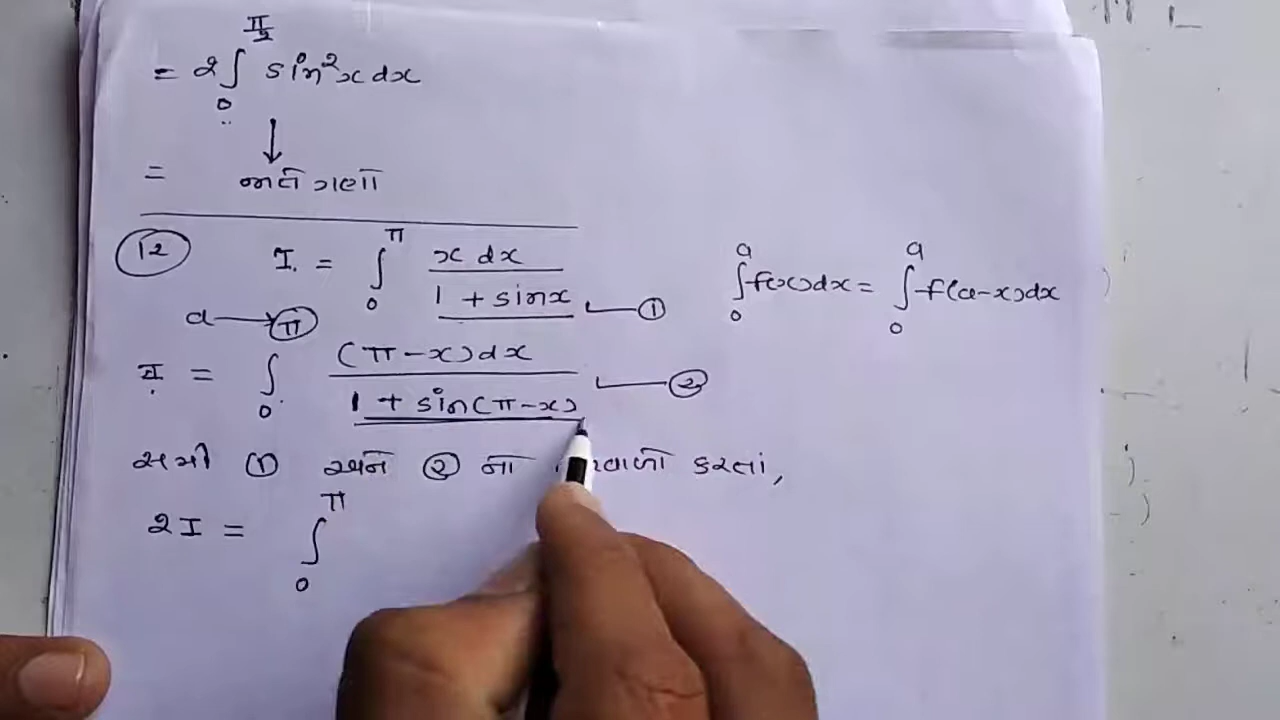 = 2∫₀^{π/2} sin²x dx
↓
= જાતે ગણો
12 I = ∫₀^π x dx / 1 + sinx — ①
∫₀^a f(x)dx = ∫₀^a f(a-x)dx
a → π
I = ∫₀^π (π-x)dx / 1 + sin(π-x) — ②
સમી ① અને ② નો કરતાં,
2I = ∫₀^π